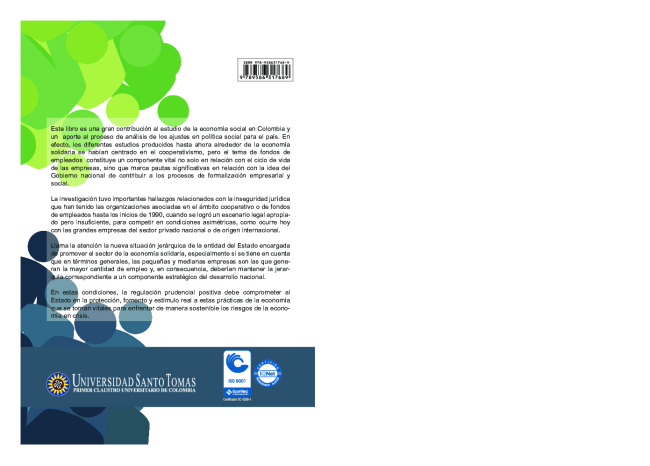 ISBN 978-958631768-9
9789586317689
Este libro es una gran contribución al estudio de la economía social en Colombia y
un aporte al proceso de análisis de los ajustes en política social para el país. En
efecto, los diferentes estudios producidos hasta ahora alrededor de la economía
solidaria se habían centrado en el cooperativismo, pero el tema de fondos de
empleados constituye un componente vital no solo en relación con el ciclo de vida
de las empresas, sino que marca pautas significativas en relación con la idea del
Gobierno nacional de contribuir a los procesos de formalización empresarial y
social.
La investigación tuvo importantes hallazgos relacionados con la inseguridad jurídica
que han tenido las organizaciones asociadas en el ámbito cooperativo o de fondos
de empleados hasta los inicios de 1990, cuando se logró un escenario legal apropia-
do pero insuficiente, para competir en condiciones asimétricas, como ocurre hoy
con las grandes empresas del sector privado nacional o de origen internacional.
Llama la atención la nueva situación jerárquica de la entidad del Estado encargada
de promover el sector de la economía solidaria, especialmente si se tiene en cuenta
que en términos generales, las pequeñas y medianas empresas son las que gene-
ran la mayor cantidad de empleo y, en consecuencia, deberían mantener la jerar-
quía correspondiente a un componente estratégico del desarrollo nacional.
En estas condiciones, la regulación prudencial positiva debe comprometer al
Estado en la protección, fomento y estímulo real a estas prácticas de la economía
que se tornan vitales para enfrentar de manera sostenible los riesgos de la econo-
mía en crisis.
UNIVERSIDAD SANTO TOMAS
PRIMER CLAUSTRO UNIVERSITARIO DE COLOMBIA
ISO 9001
icontec
IQNet